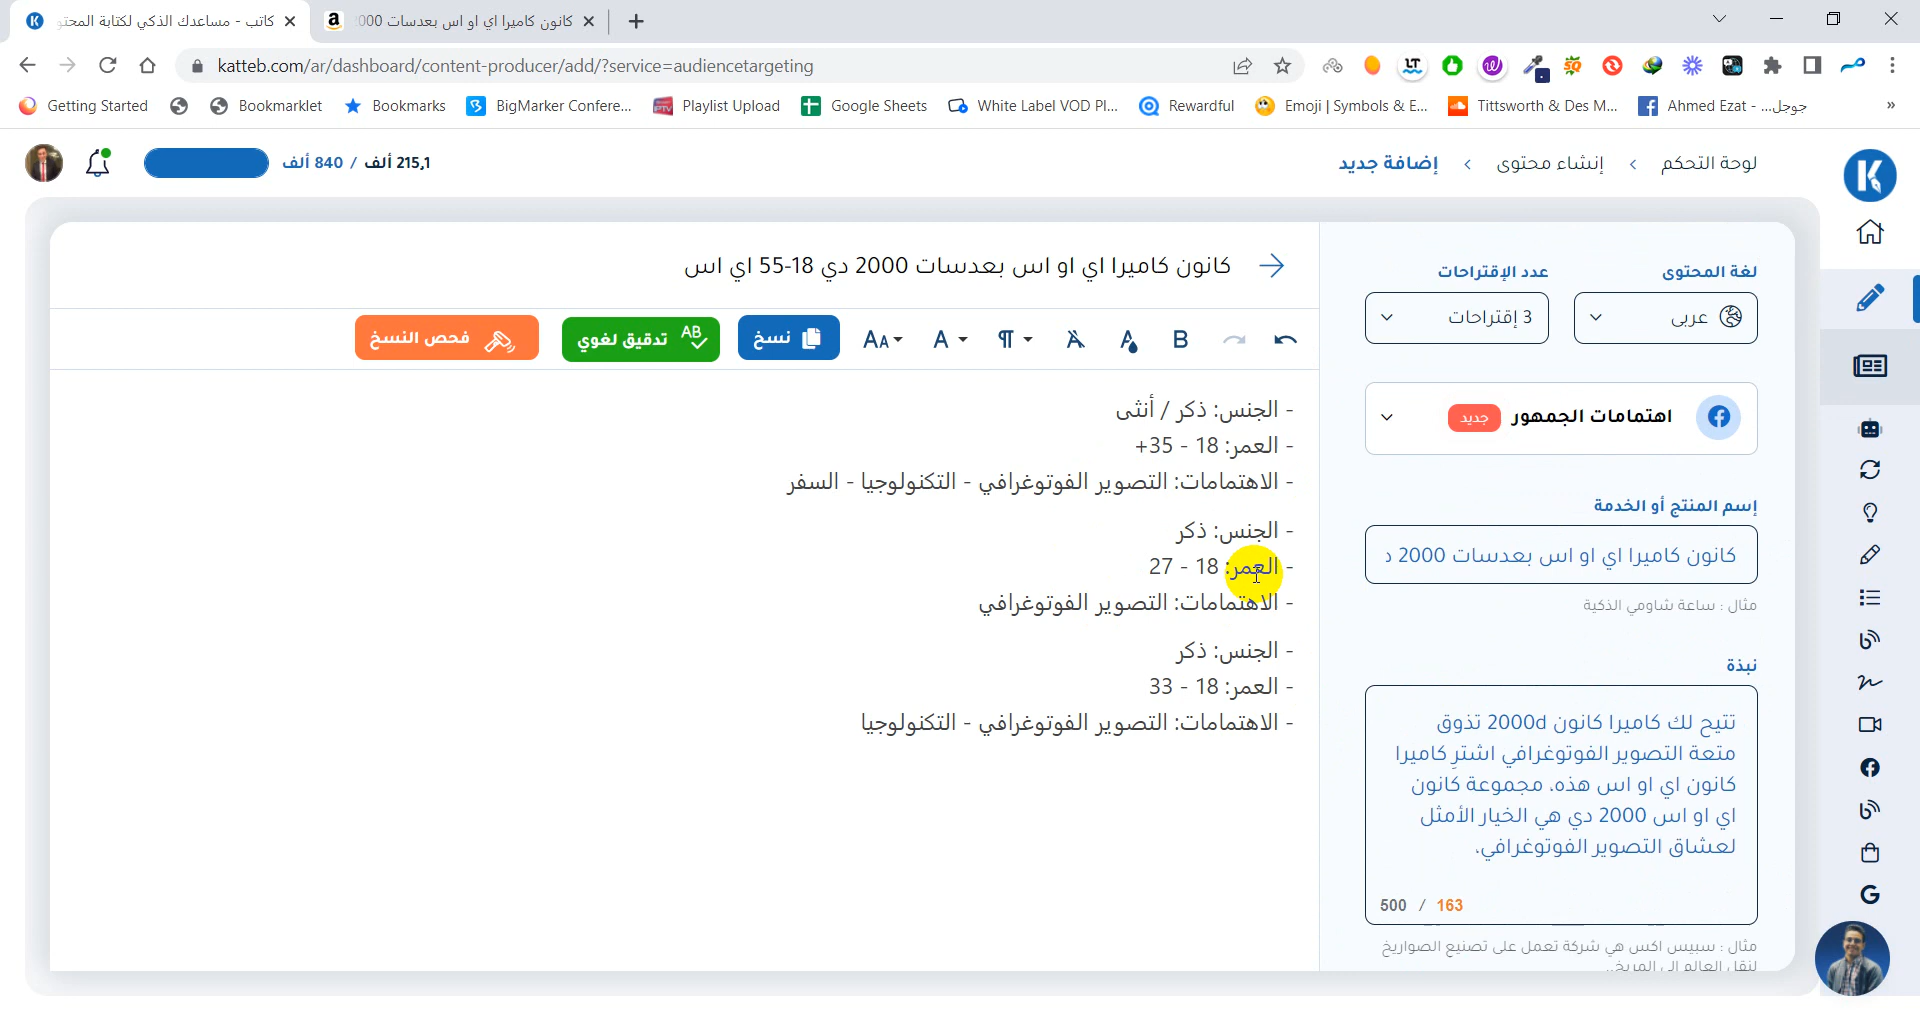 كاتب - مساعدك الذكي لكتابة المحتو
كانون كاميرا اي او اس بعدسات 2000
katteb.com/ar/dashboard/content-producer/add/?service=audiencetargeting
Getting Started
Bookmarklet
Bookmarks
BigMarker Confere...
Playlist Upload
Google Sheets
White Label VOD Pl...
Rewardful
Emoji | Symbols & E...
Tittsworth & Des M...
Ahmed Ezat - ...جوجل
»
لوحة التحكم > إنشاء محتوى > إضافة جديد
215,1 ألف / 840 ألف
كانون كاميرا اي او اس بعدسات 2000 دي 18-55 اي اس
نسخ
تدقيق لغوي
فحص النسخ
- الجنس: ذكر / أنثى
- العمر: 18 - 35+
- الاهتمامات: التصوير الفوتوغرافي - التكنولوجيا - السفر
- الجنس: ذكر
- العمر: 18 - 27
- الاهتمامات: التصوير الفوتوغرافي
- الجنس: ذكر
- العمر: 18 - 33
- الاهتمامات: التصوير الفوتوغرافي - التكنولوجيا
لغة المحتوى
عدد الإقتراحات
عربي
3 إقتراحات
اهتمامات الجمهور
جديد
إسم المنتج أو الخدمة
كانون كاميرا اي او اس بعدسات 2000 د
مثال : ساعة شاومي الذكية
نبذة
تتيح لك كاميرا كانون 2000d تذوق
متعة التصوير الفوتوغرافي اشترِ كاميرا
كانون اي او اس هذه. مجموعة كانون
اي او اس 2000 دي هي الخيار الأمثل
لعشاق التصوير الفوتوغرافي.
500 / 163
مثال : سبيس اكس هي شركة تعمل على تصنيع الصواريخ
لنقل العالم الى المريخ..